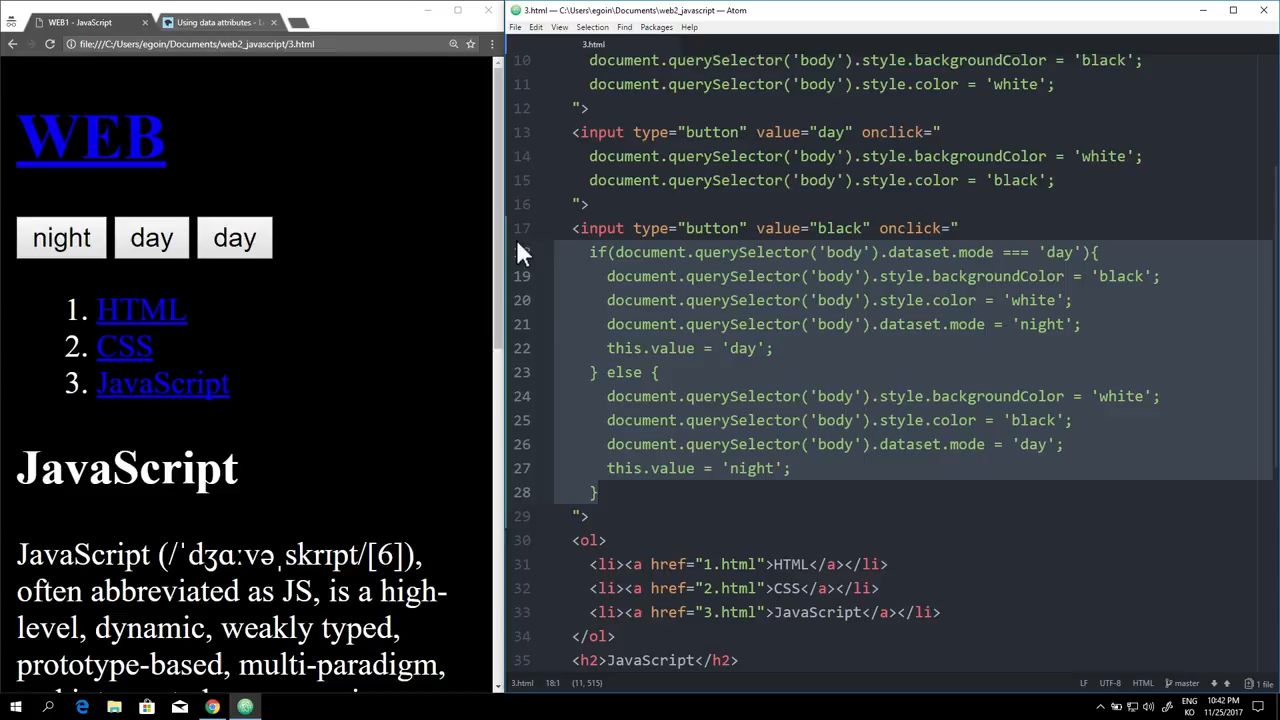 WEB1 - JavaScript
Using data attributes - L
file:///C:/Users/egoin/Documents/web2_javascript/3.html
WEB
night day day
1. HTML
2. CSS
3. JavaScript
JavaScript
JavaScript (/ˈdʒɑːvəˌskrɪpt/[6]),
often abbreviated as JS, is a high-
level, dynamic, weakly typed,
prototype-based, multi-paradigm,
3.html — C:\Users\egoin\Documents\web2_javascript — Atom
File Edit View Selection Find Packages Help
3.html
10 document.querySelector('body').style.backgroundColor = 'black';
11 document.querySelector('body').style.color = 'white';
12 ">
13 <input type="button" value="day" onclick="
14 document.querySelector('body').style.backgroundColor = 'white';
15 document.querySelector('body').style.color = 'black';
16 ">
17 <input type="button" value="black" onclick="
if(document.querySelector('body').dataset.mode === 'day'){
19 document.querySelector('body').style.backgroundColor = 'black';
20 document.querySelector('body').style.color = 'white';
21 document.querySelector('body').dataset.mode = 'night';
22 this.value = 'day';
23 } else {
24 document.querySelector('body').style.backgroundColor = 'white';
25 document.querySelector('body').style.color = 'black';
26 document.querySelector('body').dataset.mode = 'day';
27 this.value = 'night';
28 }
29 ">
30 <ol>
31 <li><a href="1.html">HTML</a></li>
32 <li><a href="2.html">CSS</a></li>
33 <li><a href="3.html">JavaScript</a></li>
34 </ol>
35 <h2>JavaScript</h2>
3.html 18:1 (11, 515) LF UTF-8 HTML master 1 file
ENG 10:42 PM
KO 11/25/2017